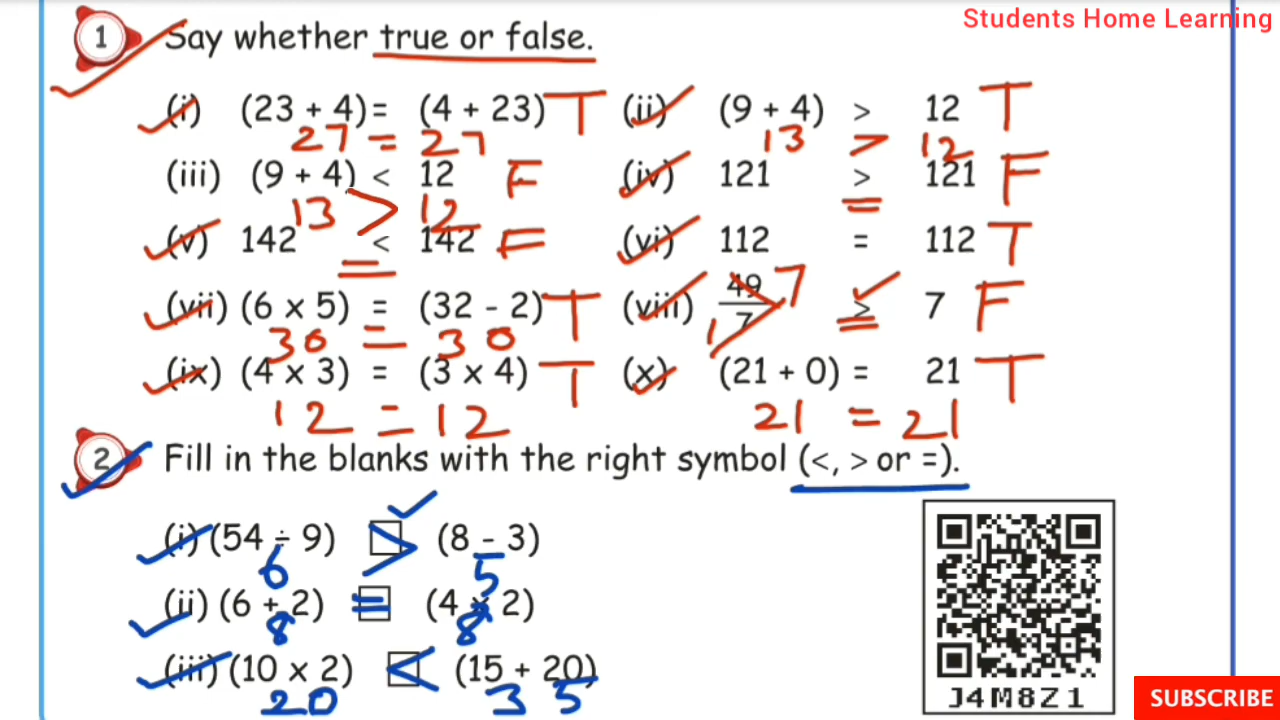 Students Home Learning
1 Say whether true or false.
(i) (23 + 4) = (4 + 23) T (ii) (9 + 4) > 12 T
27 = 27 13 > 12
(iii) (9 + 4) < 12 F (iv) 121 > 121 F
13 > 12 =
(v) 142 < 142 F (vi) 112 = 112 T
=
(vii) (6 x 5) = (32 - 2) T (viii) 49/7 > 7 F
30 = 30 1 7 =
(ix) (4 x 3) = (3 x 4) T (x) (21 + 0) = 21 T
12 = 12 21 = 21
2 Fill in the blanks with the right symbol (<, > or =).
(i) (54 ÷ 9) > (8 - 3)
6 5
(ii) (6 + 2) = (4 x 2)
8 8
(iii) (10 x 2) < (15 + 20)
20 35
J4M8Z1
SUBSCRIBE